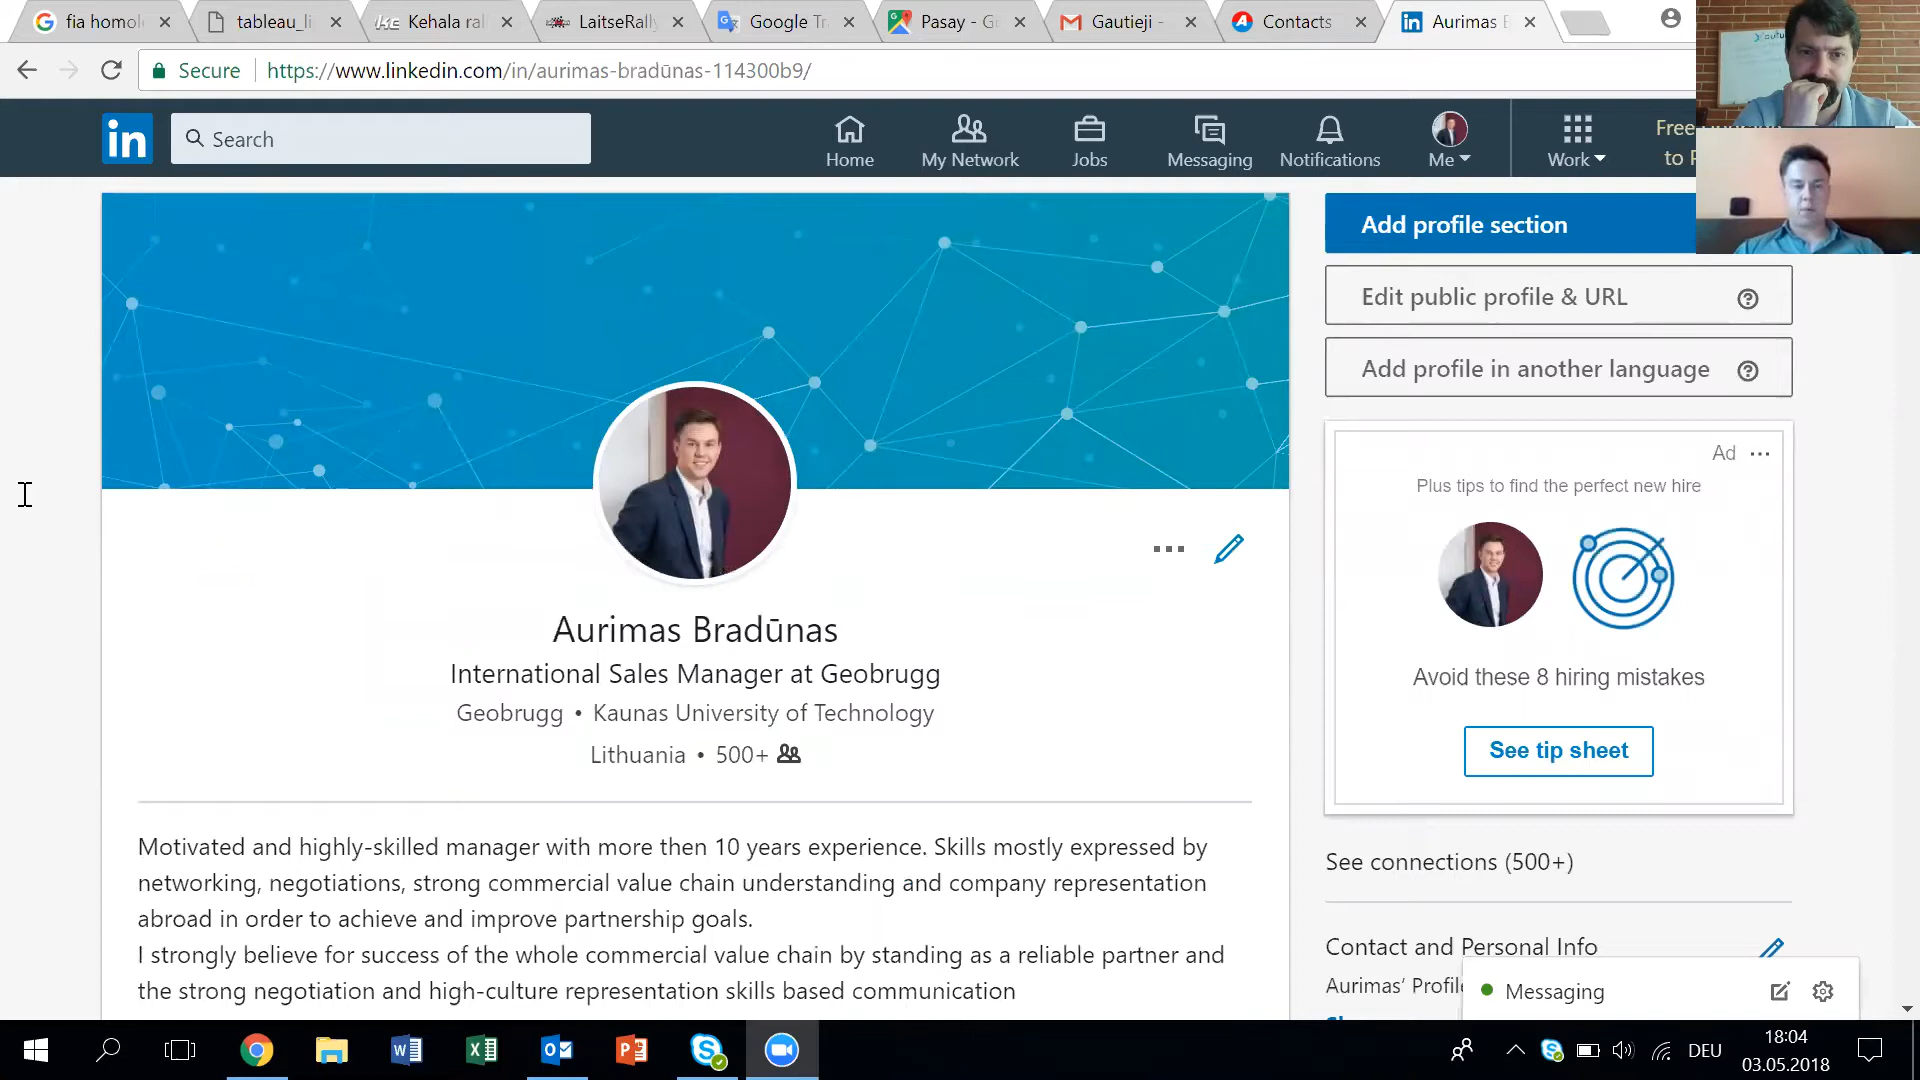 fia homol
tableau_li
Kehala ral
LaitseRally
Google Tr
Pasay - G
Gautieji -
Contacts
Aurimas B
Secure
https://www.linkedin.com/in/aurimas-bradūnas-114300b9/
in
Search
Home
My Network
Jobs
Messaging
Notifications
Me
Work
Free
to
Add profile section
Edit public profile & URL
Add profile in another language
Ad
Plus tips to find the perfect new hire
Avoid these 8 hiring mistakes
See tip sheet
Aurimas Bradūnas
International Sales Manager at Geobrugg
Geobrugg • Kaunas University of Technology
Lithuania • 500+
Motivated and highly-skilled manager with more then 10 years experience. Skills mostly expressed by
networking, negotiations, strong commercial value chain understanding and company representation
abroad in order to achieve and improve partnership goals.
I strongly believe for success of the whole commercial value chain by standing as a reliable partner and
the strong negotiation and high-culture representation skills based communication
See connections (500+)
Contact and Personal Info
Aurimas' Profile
Messaging
DEU
18:04
03.05.2018